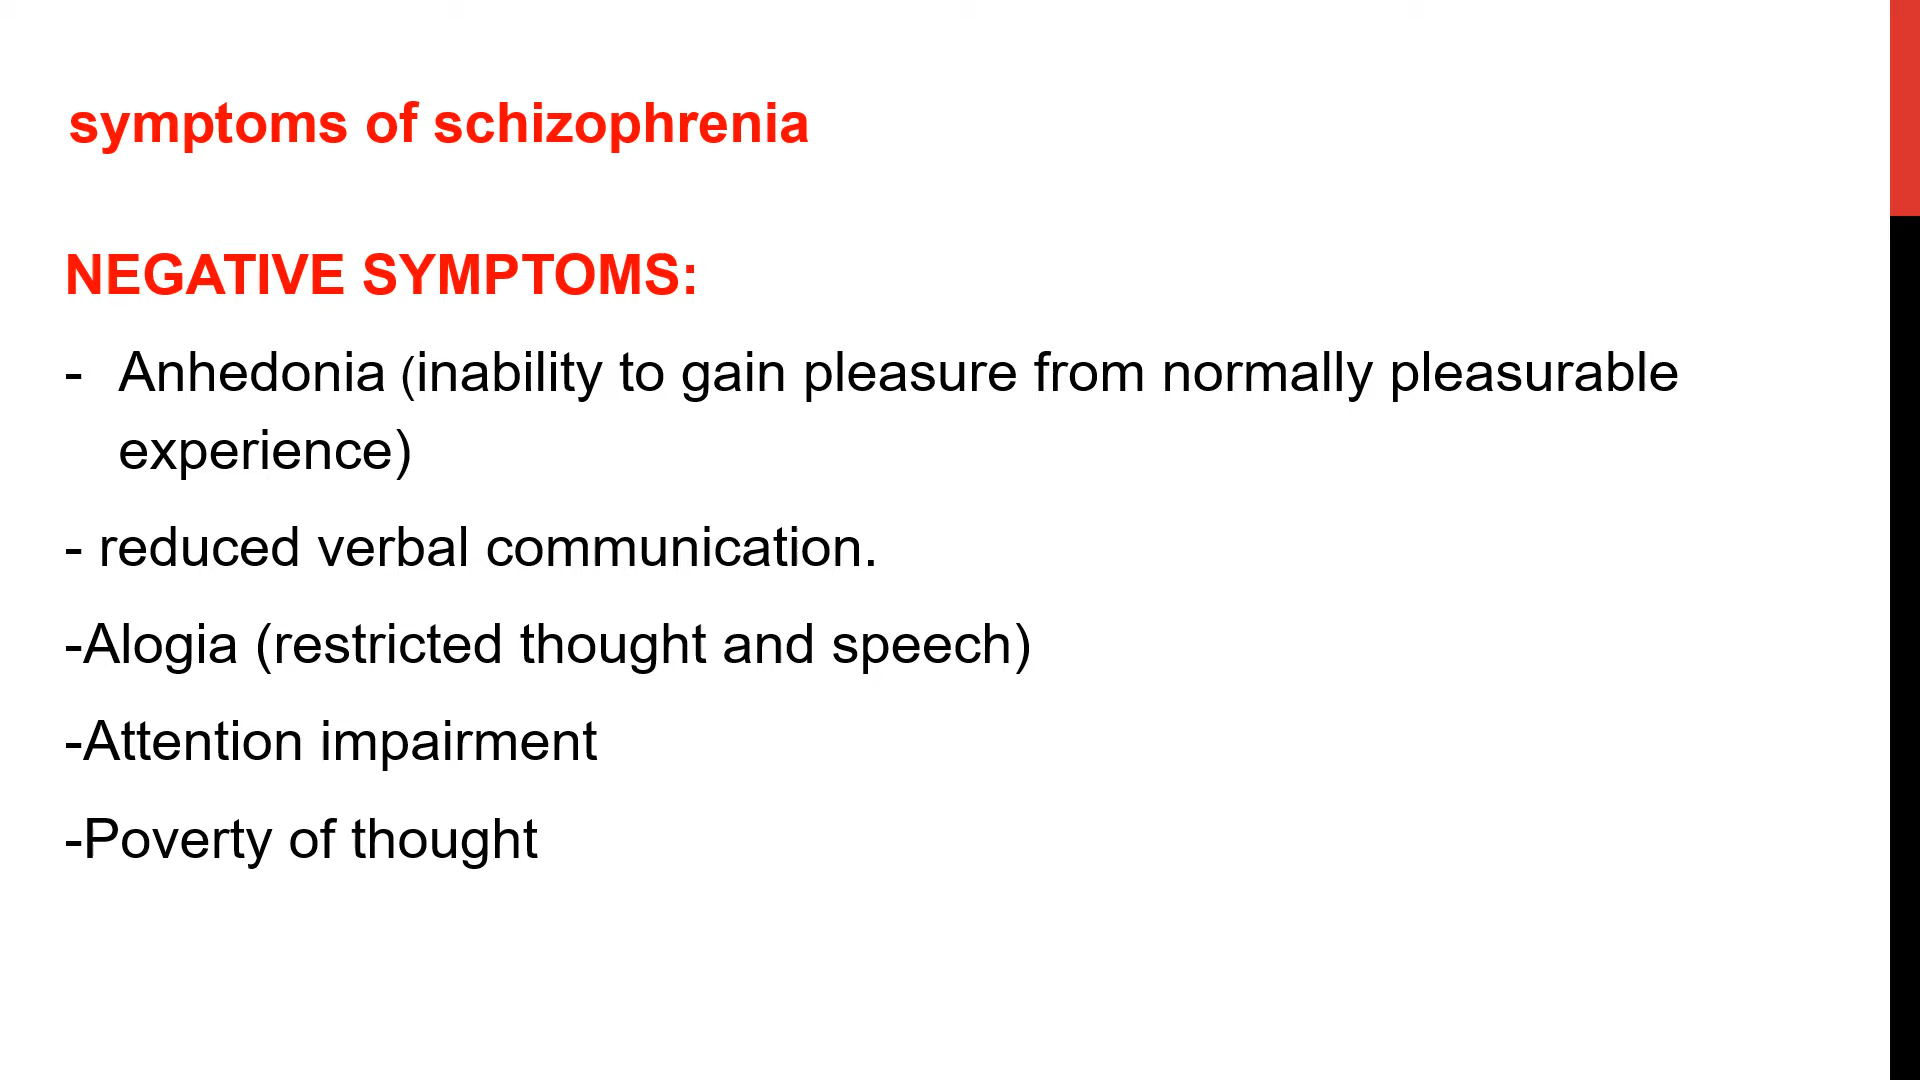 symptoms of schizophrenia
NEGATIVE SYMPTOMS:
- Anhedonia (inability to gain pleasure from normally pleasurable
experience)
- reduced verbal communication.
-Alogia (restricted thought and speech)
-Attention impairment
-Poverty of thought